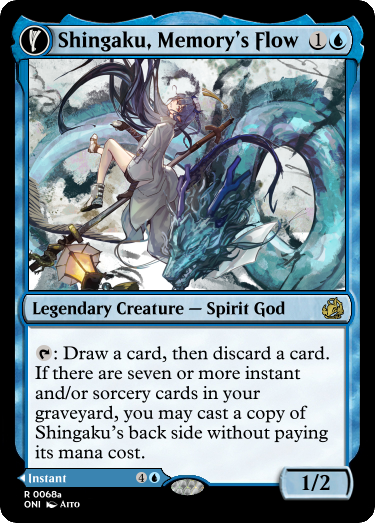 Shingaku, Memory's Flow 1
Legendary Creature — Spirit God
: Draw a card, then discard a card.
If there are seven or more instant
and/or sorcery cards in your
graveyard, you may cast a copy of
Shingaku's back side without paying
its mana cost.
Instant 4
1/2
R 0068a
ONI Aito